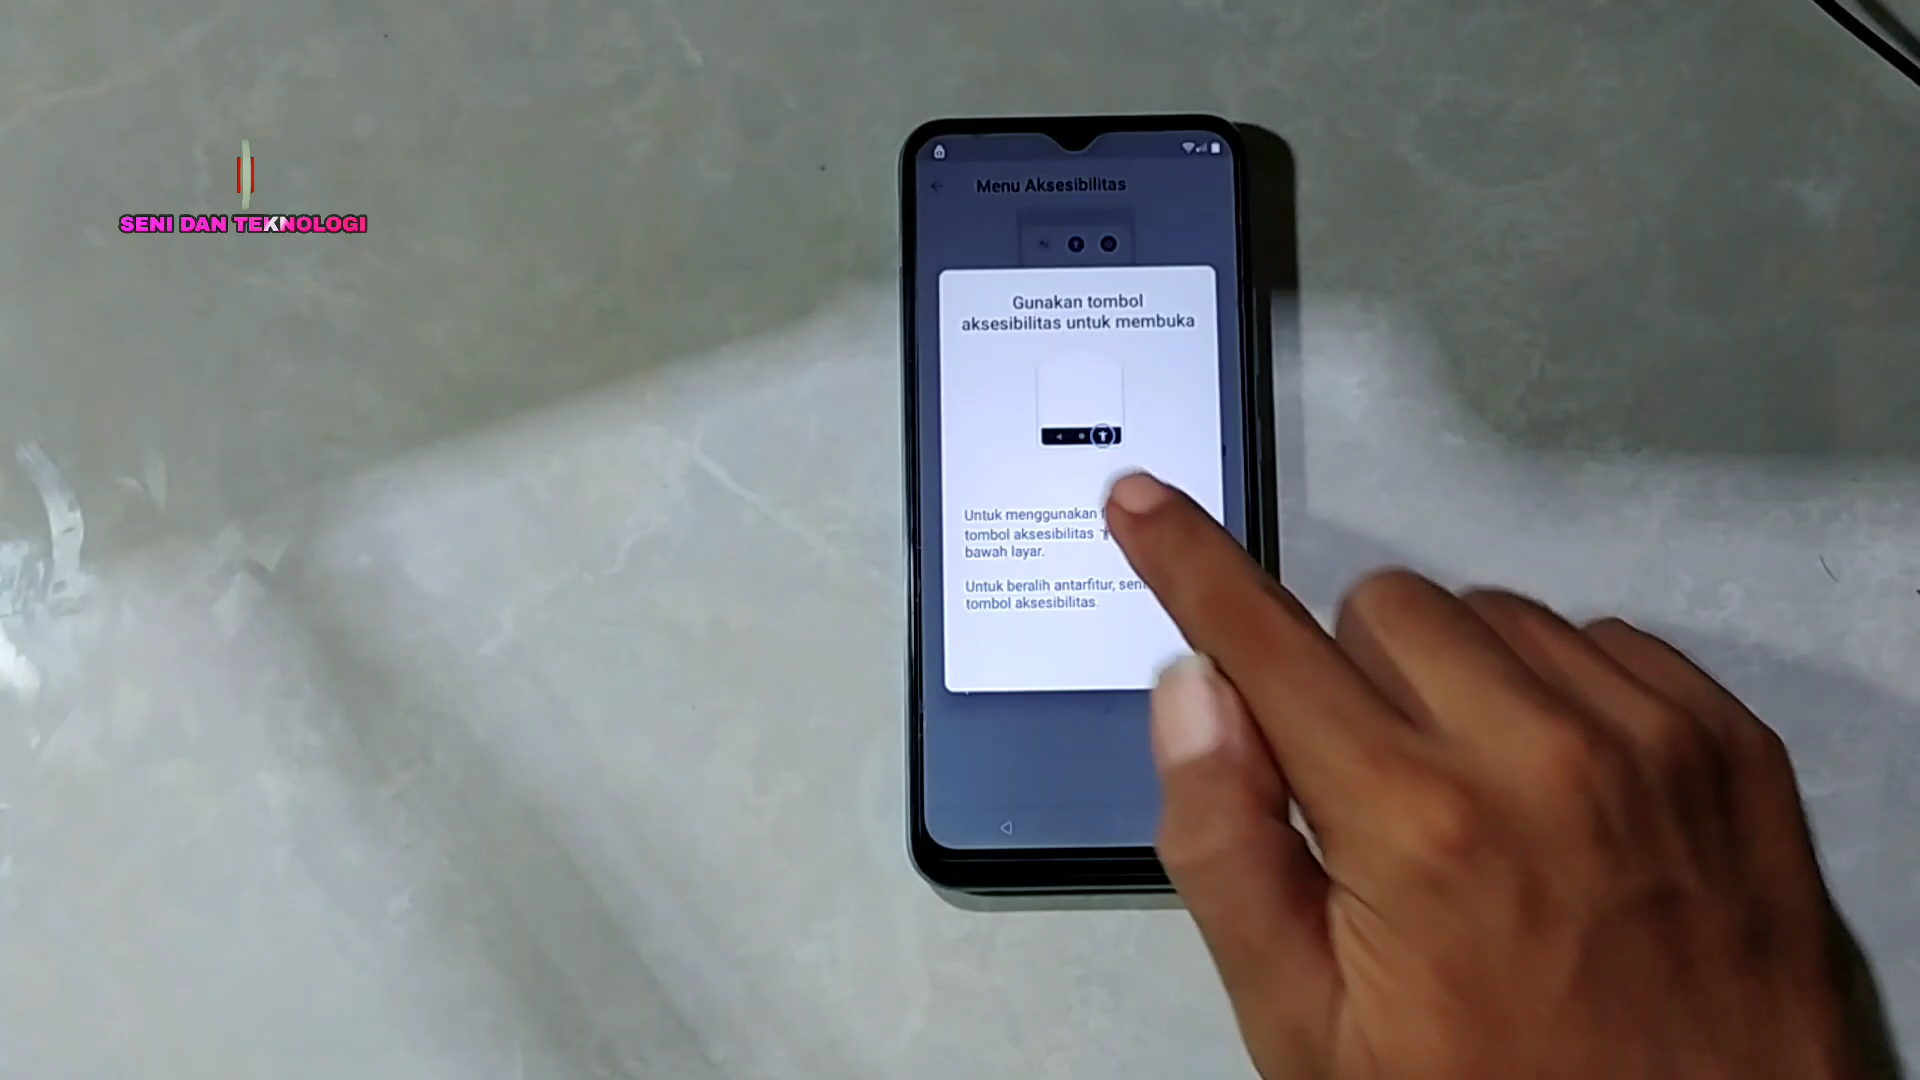 SENI DAN TEKNOLOGI
Menu Aksesibilitas
Gunakan tombol
aksesibilitas untuk membuka
Untuk menggunakan
tombol aksesibilitas
bawah layar.
Untuk beralih antarfitur,
tombol aksesibilitas.